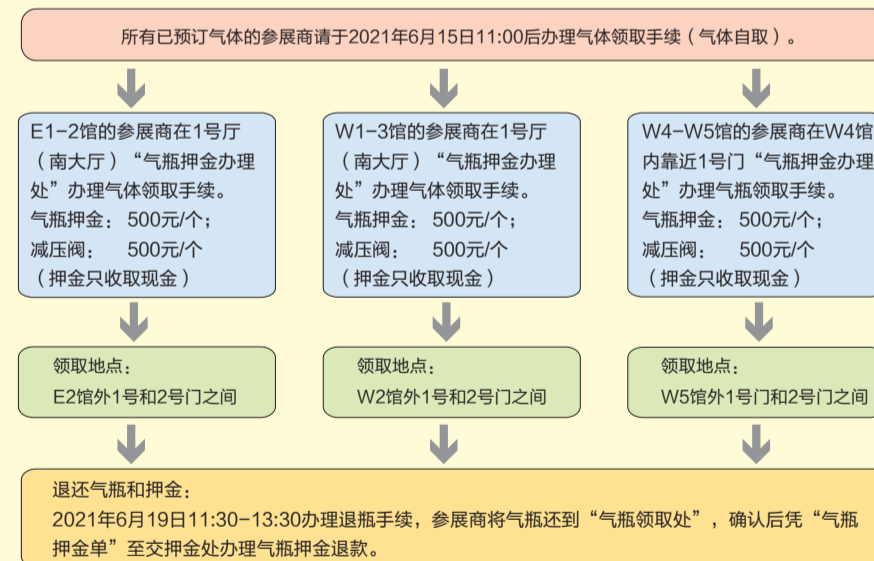 所有已预订气体的参展商请于2021年6月15日11:00后办理气体领取手续（气体自取）。
E1-2馆的参展商在1号厅
（南大厅）“气瓶押金办理
处”办理气体领取手续。
气瓶押金： 500元/个；
减压阀： 500元/个
（押金只收取现金）
W1-3馆的参展商在1号厅
（南大厅）“气瓶押金办理
处”办理气体领取手续。
气瓶押金： 500元/个；
减压阀： 500元/个
（押金只收取现金）
W4-W5馆的参展商在W4馆
内靠近1号门“气瓶押金办理
处”办理气瓶领取手续。
气瓶押金： 500元/个；
减压阀： 500元/个
（押金只收取现金）
领取地点：
E2馆外1号和2号门之间
领取地点：
W2馆外1号和2号门之间
领取地点：
W5馆外1号门和2号门之间
退还气瓶和押金：
2021年6月19日11:30-13:30办理退瓶手续，参展商将气瓶还到“气瓶领取处”，确认后凭“气瓶
押金单”至交押金处办理气瓶押金退款。